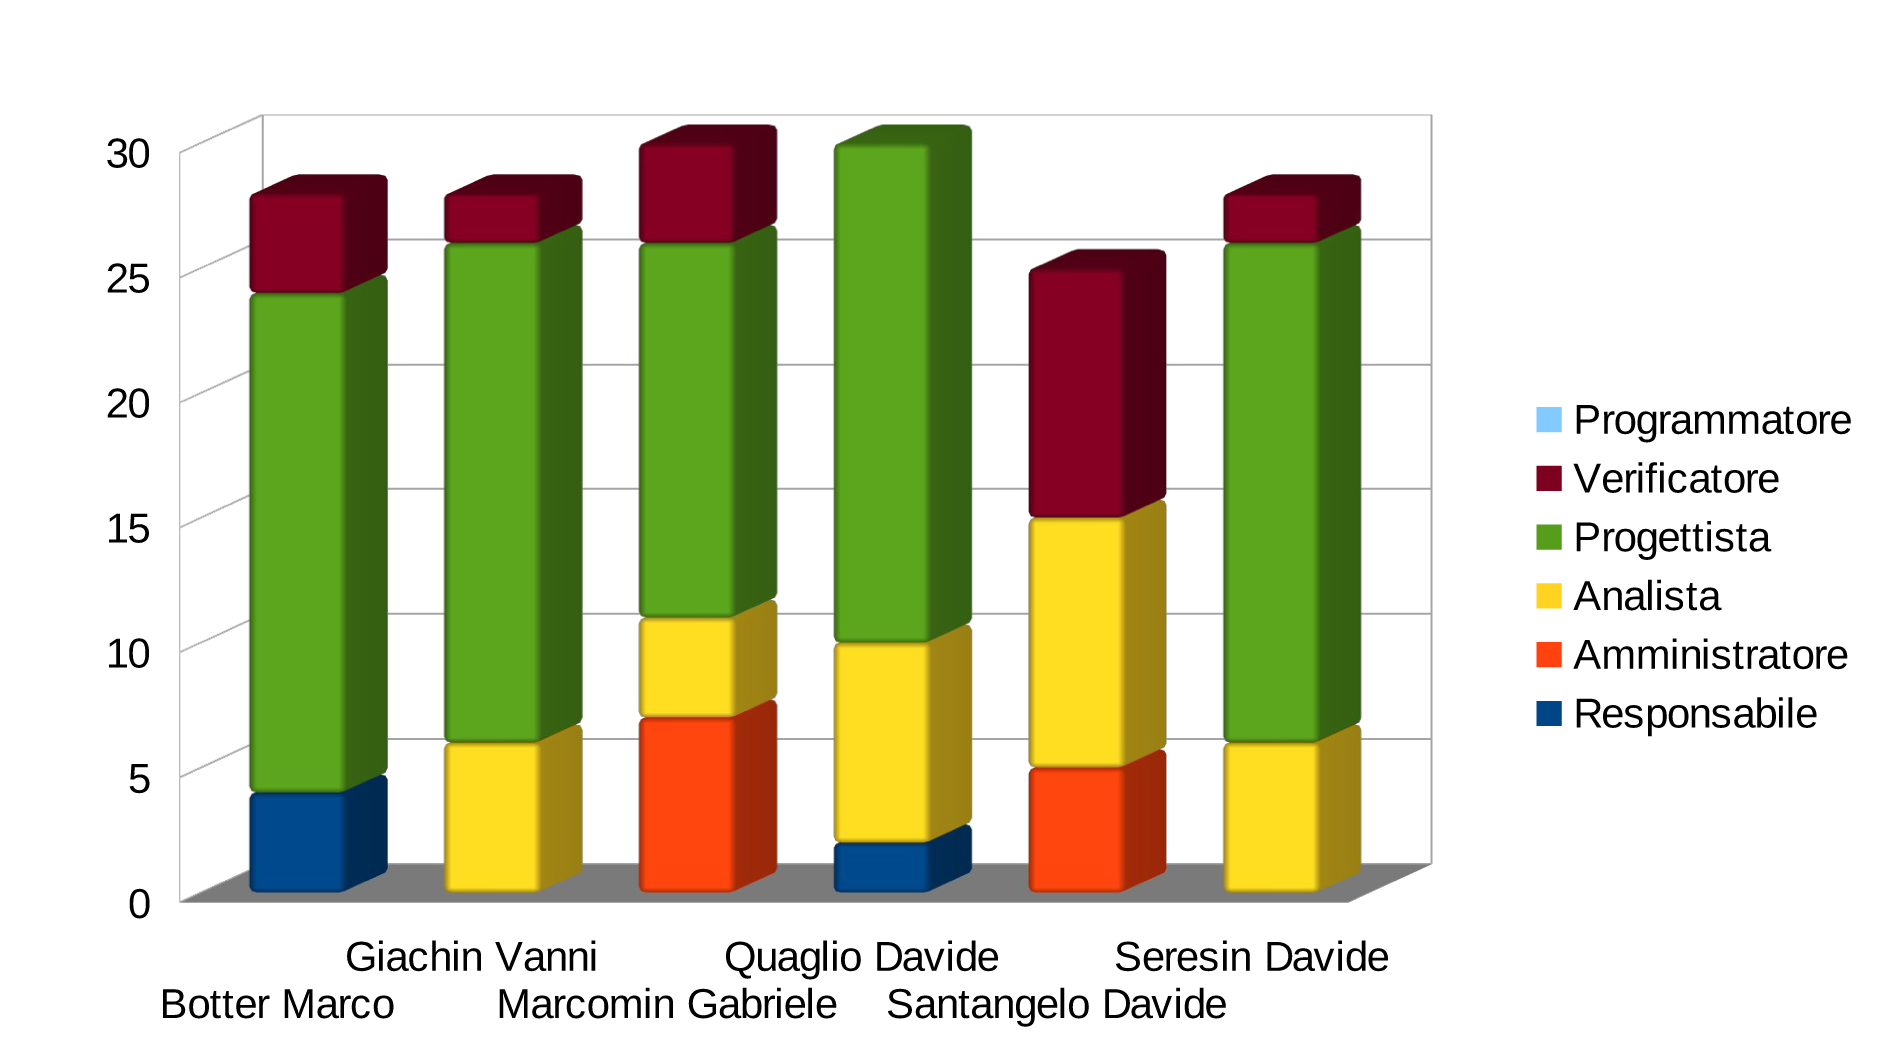 30
25
20
15
10
5
0
Giachin Vanni
Quaglio Davide
Seresin Davide
Botter Marco
Marcomin Gabriele
Santangelo Davide
Programmatore
Verificatore
Progettista
Analista
Amministratore
Responsabile